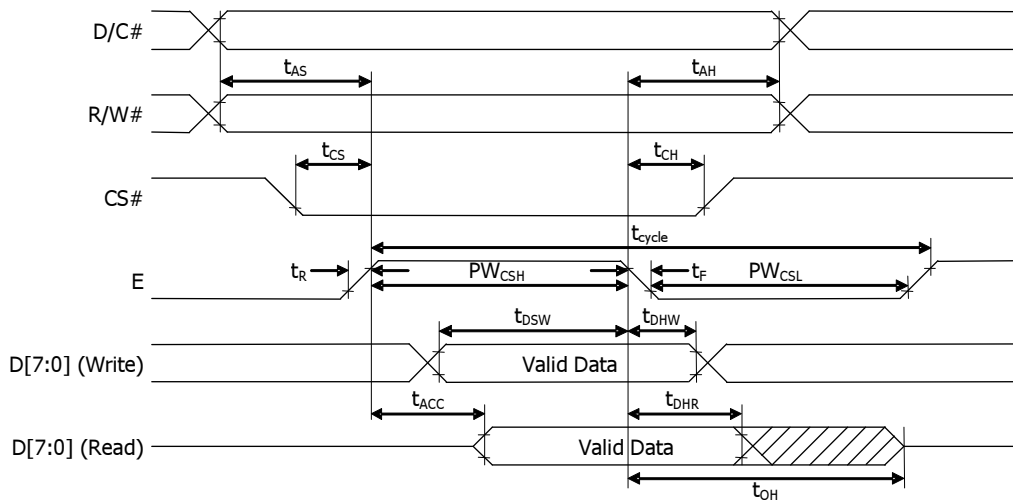 D/C#
tAS
tAH
R/W#
tCS
tCH
CS#
tcycle
tR
PWCSH
tF
PWCSL
E
tDSW
tDHW
D[7:0] (Write)
Valid Data
tACC
tDHR
D[7:0] (Read)
Valid Data
tOH